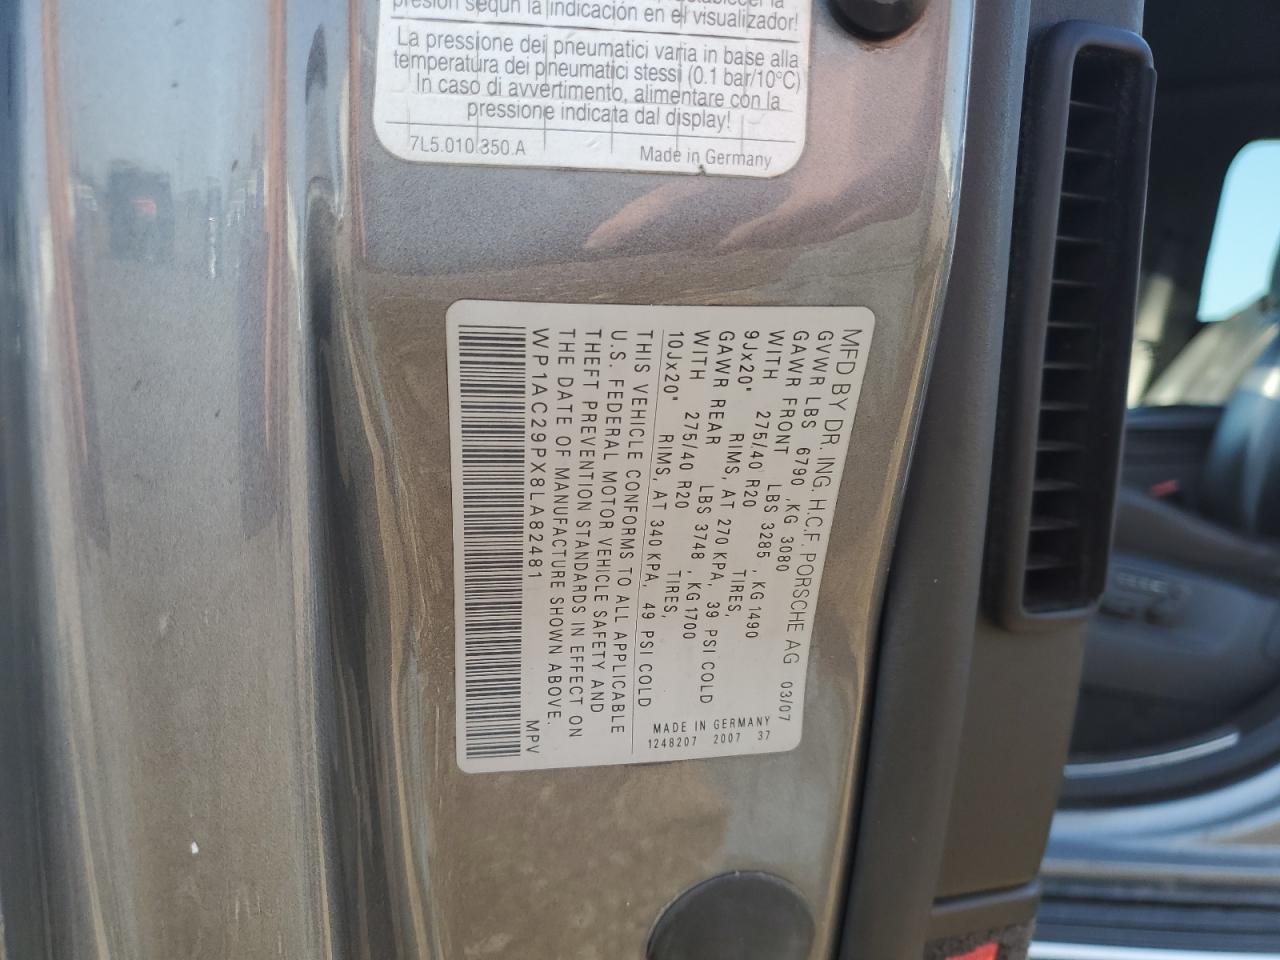 presión según la indicación en el visualizador!
La pressione dei pneumatici varia in base alla
temperatura dei pneumatici stessi (0.1 bar/10°C)
In caso di avvertimento, alimentare con la
pressione indicata dal display!
7L5.010.350.A
Made in Germany
MFD BY DR. ING. H.C.F. PORSCHE AG 03/07
GVWR LBS 6790 ,KG 3080
GAWR FRONT LBS 3285 , KG 1490
WITH 275/40 R20 TIRES,
9Jx20" RIMS, AT 270 KPA, 39 PSI COLD
GAWR REAR LBS 3748 , KG 1700
WITH 275/40 R20 TIRES,
10Jx20" RIMS, AT 340 KPA, 49 PSI COLD
THIS VEHICLE CONFORMS TO ALL APPLICABLE
U.S. FEDERAL MOTOR VEHICLE SAFETY AND
THEFT PREVENTION STANDARDS IN EFFECT ON
THE DATE OF MANUFACTURE SHOWN ABOVE.
WP1AC29PX8LA82481 MPV
MADE IN GERMANY
1248207 2007 37